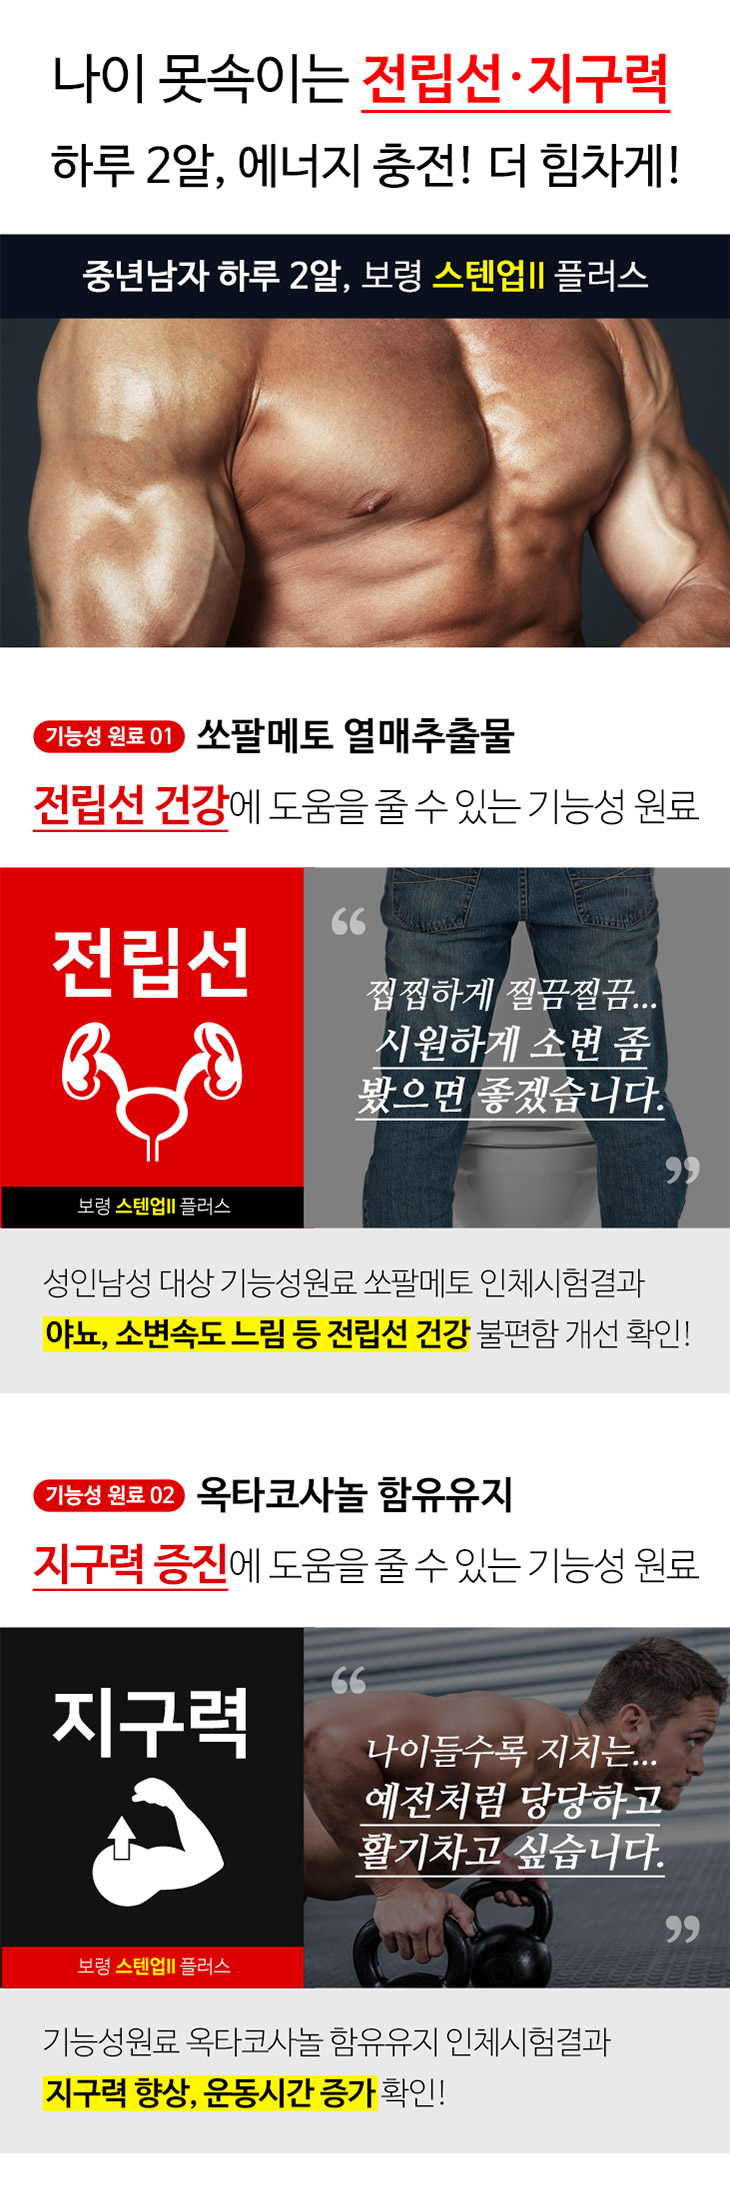 나이 못속이는 전립선·지구력
하루 2알, 에너지 충전! 더 힘차게!
중년남자 하루 2알, 보령 스텐업II 플러스
기능성 원료 01 쏘팔메토 열매추출물
전립선 건강에 도움을 줄 수 있는 기능성 원료
전립선
보령 스텐업II 플러스
“
찝찝하게 찔끔찔끔...
시원하게 소변 좀
봤으면 좋겠습니다.
”
성인남성 대상 기능성원료 쏘팔메토 인체시험결과
야뇨, 소변속도 느림 등 전립선 건강 불편함 개선 확인!
기능성 원료 02 옥타코사놀 함유유지
지구력 증진에 도움을 줄 수 있는 기능성 원료
지구력
보령 스텐업II 플러스
“
나이들수록 지치는...
예전처럼 당당하고
활기차고 싶습니다.
”
기능성원료 옥타코사놀 함유유지 인체시험결과
지구력 향상, 운동시간 증가 확인!